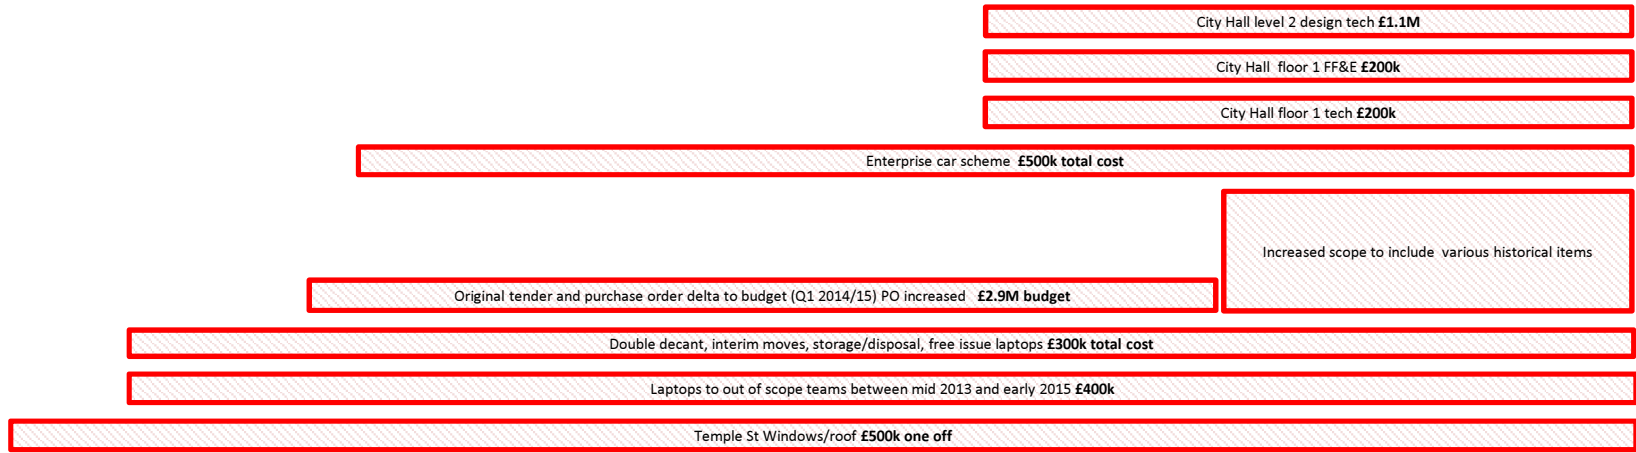 City Hall level 2 design tech £1.1M
City Hall floor 1 FF&E £200k
City Hall floor 1 tech £200k
Enterprise car scheme £500k total cost
Increased scope to include various historical items
Original tender and purchase order delta to budget (Q1 2014/15) PO increased £2.9M budget
Double decant, interim moves, storage/disposal, free issue laptops £300k total cost
Laptops to out of scope teams between mid 2013 and early 2015 £400k
Temple St Windows/roof £500k one off